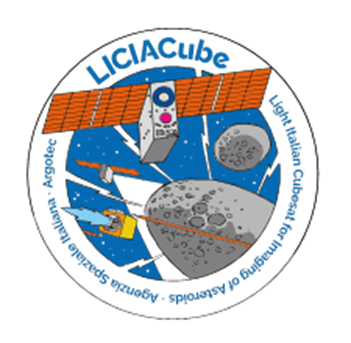 LICIACube
Light Italian Cubesat for Imaging of Asteroids · Agenzia Spaziale Italiana · Argotec